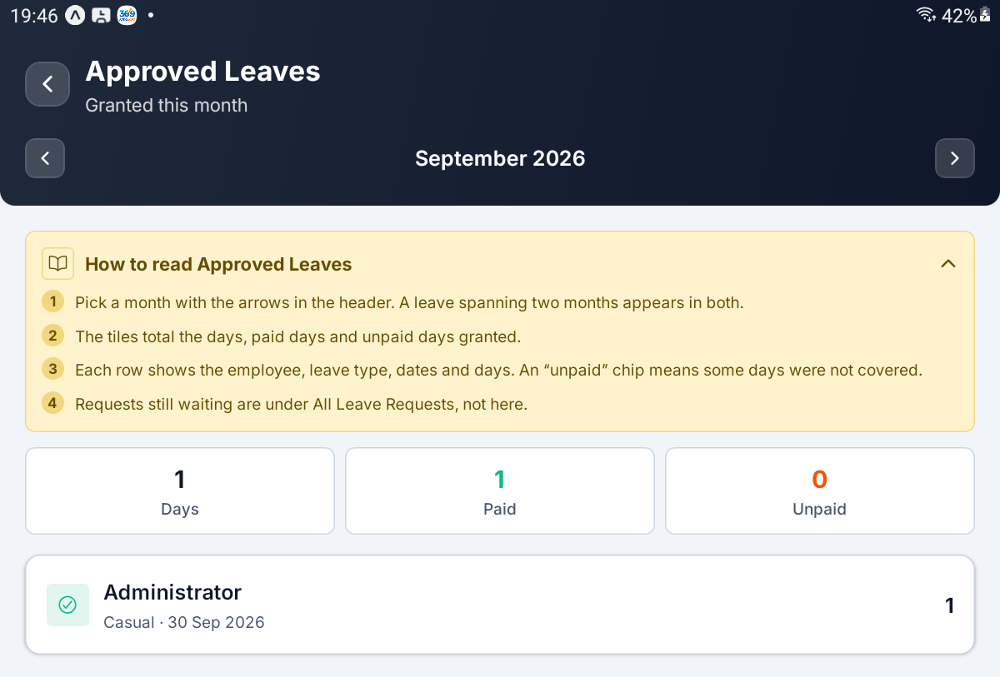 19:46
42%
Approved Leaves
Granted this month
September 2026
How to read Approved Leaves
1 Pick a month with the arrows in the header. A leave spanning two months appears in both.
2 The tiles total the days, paid days and unpaid days granted.
3 Each row shows the employee, leave type, dates and days. An “unpaid” chip means some days were not covered.
4 Requests still waiting are under All Leave Requests, not here.
1
Days
1
Paid
0
Unpaid
Administrator
Casual · 30 Sep 2026
1